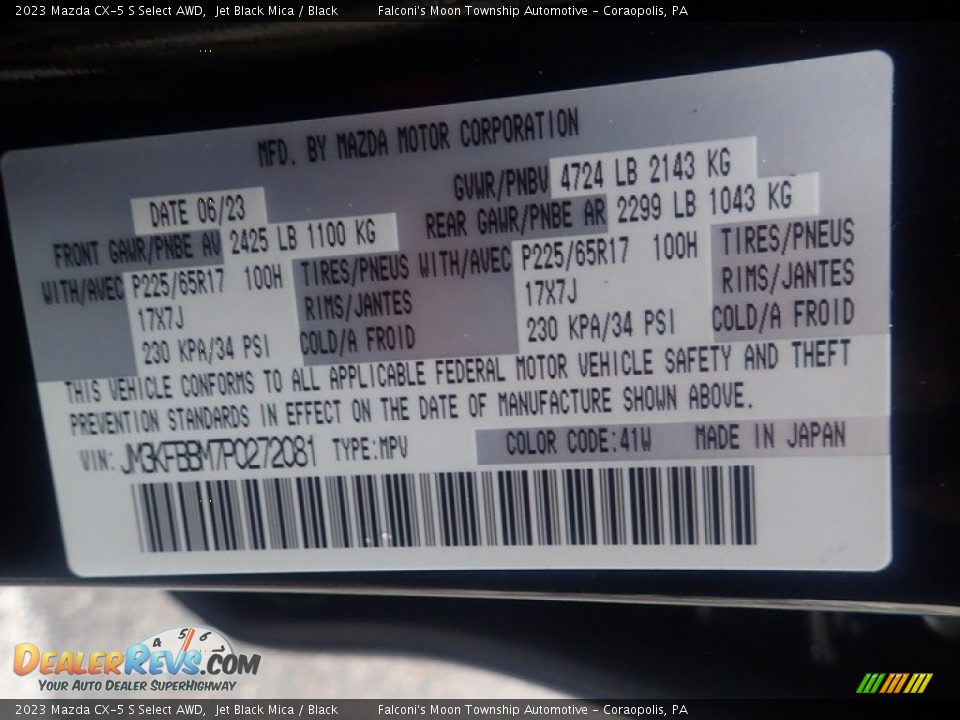 2023 Mazda CX-5 S Select AWD, Jet Black Mica / Black Falconi's Moon Township Automotive - Coraopolis, PA
MFD. BY MAZDA MOTOR CORPORATION
GVWR/PNBV 4724 LB 2143 KG
DATE 06/23
REAR GAWR/PNBE AR 2299 LB 1043 KG
FRONT GAWR/PNBE AV 2425 LB 1100 KG
WITH/AVEC P225/65R17 100H TIRES/PNEUS WITH/AVEC P225/65R17 100H TIRES/PNEUS
17X7J RIMS/JANTES 17X7J RIMS/JANTES
230 KPA/34 PSI COLD/A FROID 230 KPA/34 PSI COLD/A FROID
THIS VEHICLE CONFORMS TO ALL APPLICABLE FEDERAL MOTOR VEHICLE SAFETY AND THEFT
PREVENTION STANDARDS IN EFFECT ON THE DATE OF MANUFACTURE SHOWN ABOVE.
VIN: JM3KFBBM7P0272081 TYPE:MPV COLOR CODE:41W MADE IN JAPAN
4 5 6
DEALERREVS.COM
YOUR AUTO DEALER SUPERHIGHWAY
2023 Mazda CX-5 S Select AWD, Jet Black Mica / Black Falconi's Moon Township Automotive - Coraopolis, PA